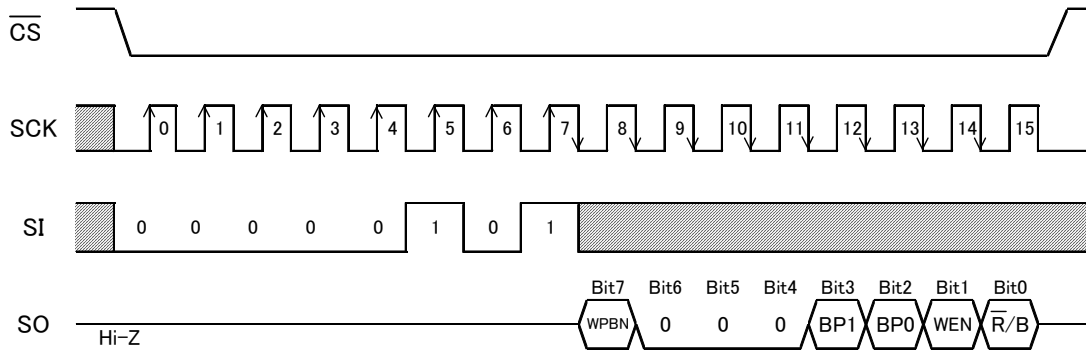 C̅S̅
SCK 0 1 2 3 4 5 6 7 8 9 10 11 12 13 14 15
SI 0 0 0 0 0 1 0 1
Bit7 Bit6 Bit5 Bit4 Bit3 Bit2 Bit1 Bit0
SO WPBN 0 0 0 BP1 BP0 WEN R̅/B
Hi-Z